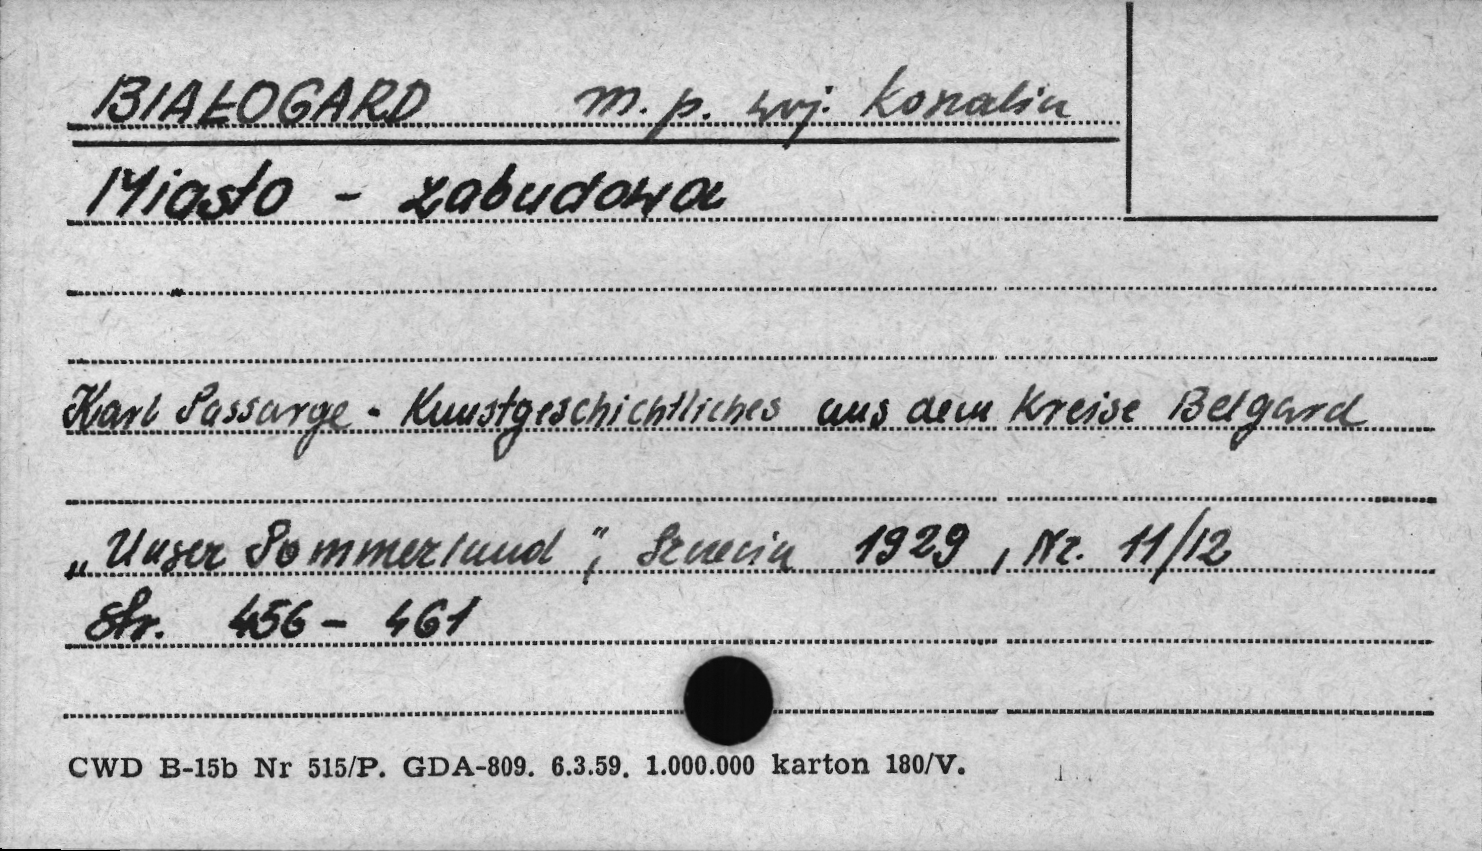 BIAŁOGARD m. p. woj. Koszalin
Miasto - zabudowa
Karl Passarge - Kunstgeschichtliches aus dem Kreise Belgard
„Unser Pommerland", Szczecin 1929, Nr. 11/12
Str. 456 - 461
CWD B-15b Nr 515/P. GDA-809. 6.3.59. 1.000.000 karton 180/V.